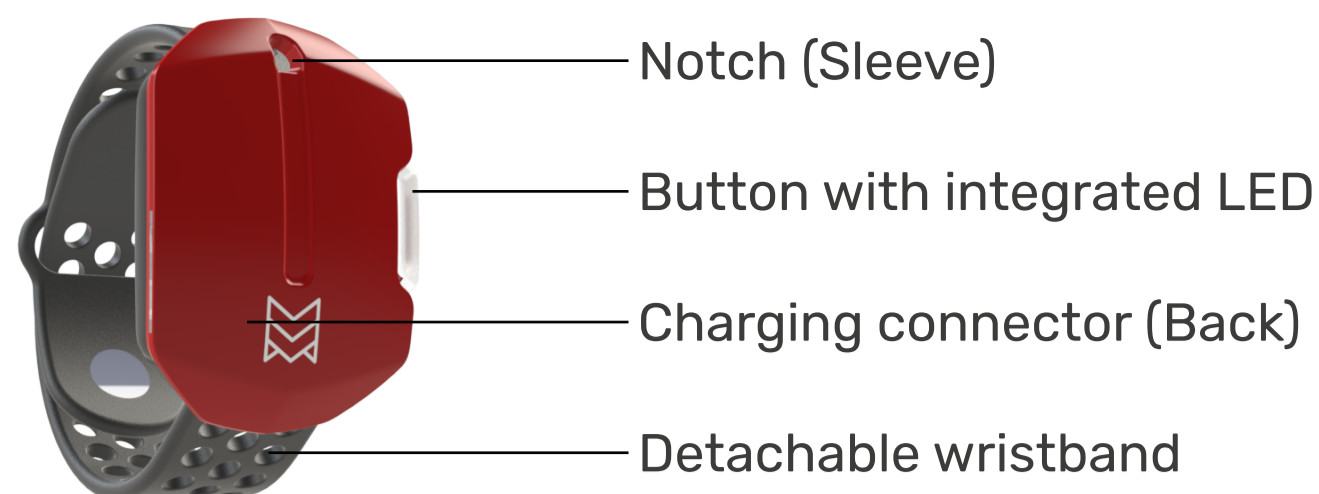 Notch (Sleeve)
Button with integrated LED
Charging connector (Back)
Detachable wristband